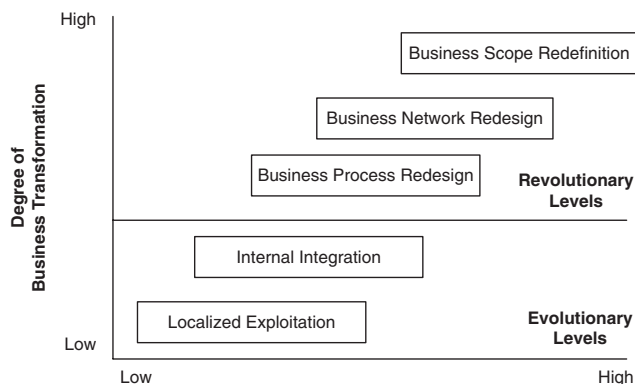 High
Business Scope Redefinition
Business Network Redesign
Degree of
Business Transformation
Business Process Redesign
Revolutionary
Levels
Internal Integration
Localized Exploitation
Evolutionary
Levels
Low
Low
High